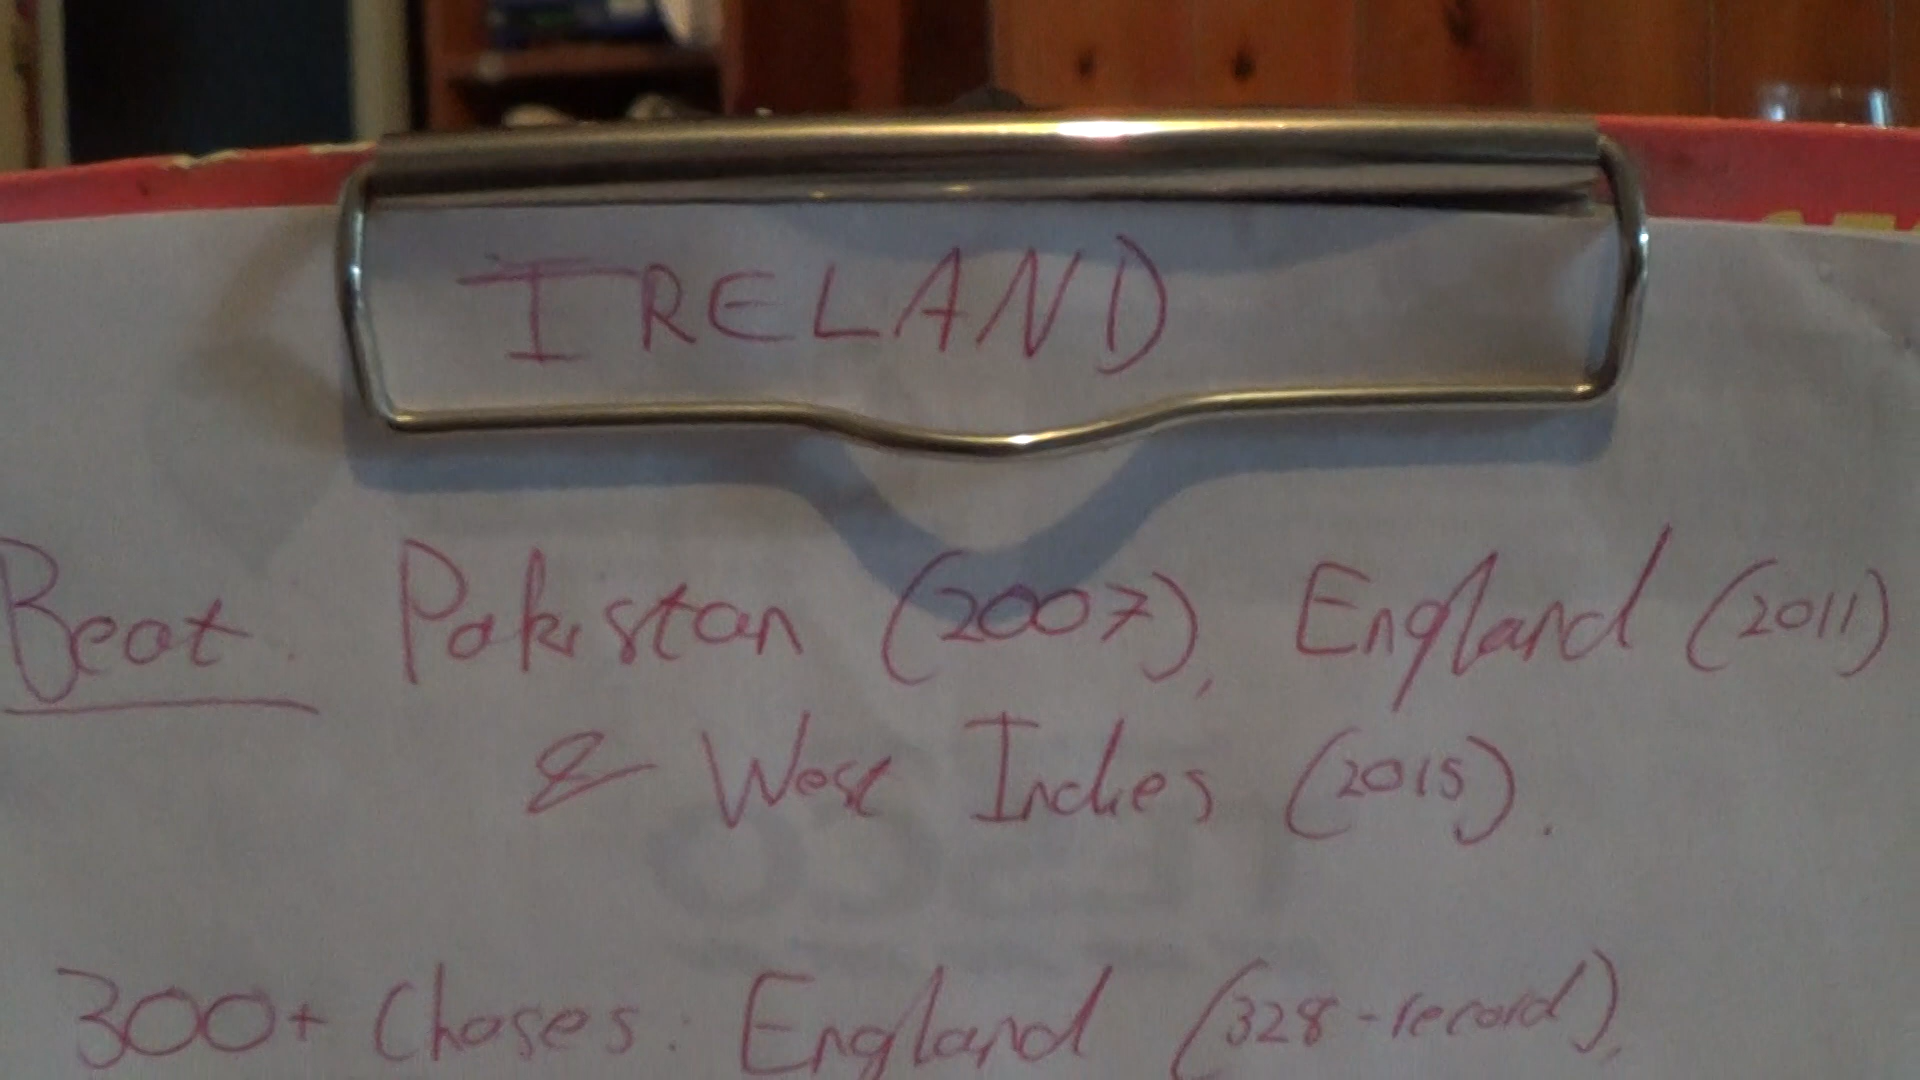 IRELAND
Beat: Pakistan (2007), England (2011)
& West Indies (2015).
300+ Chases: England (328-record),